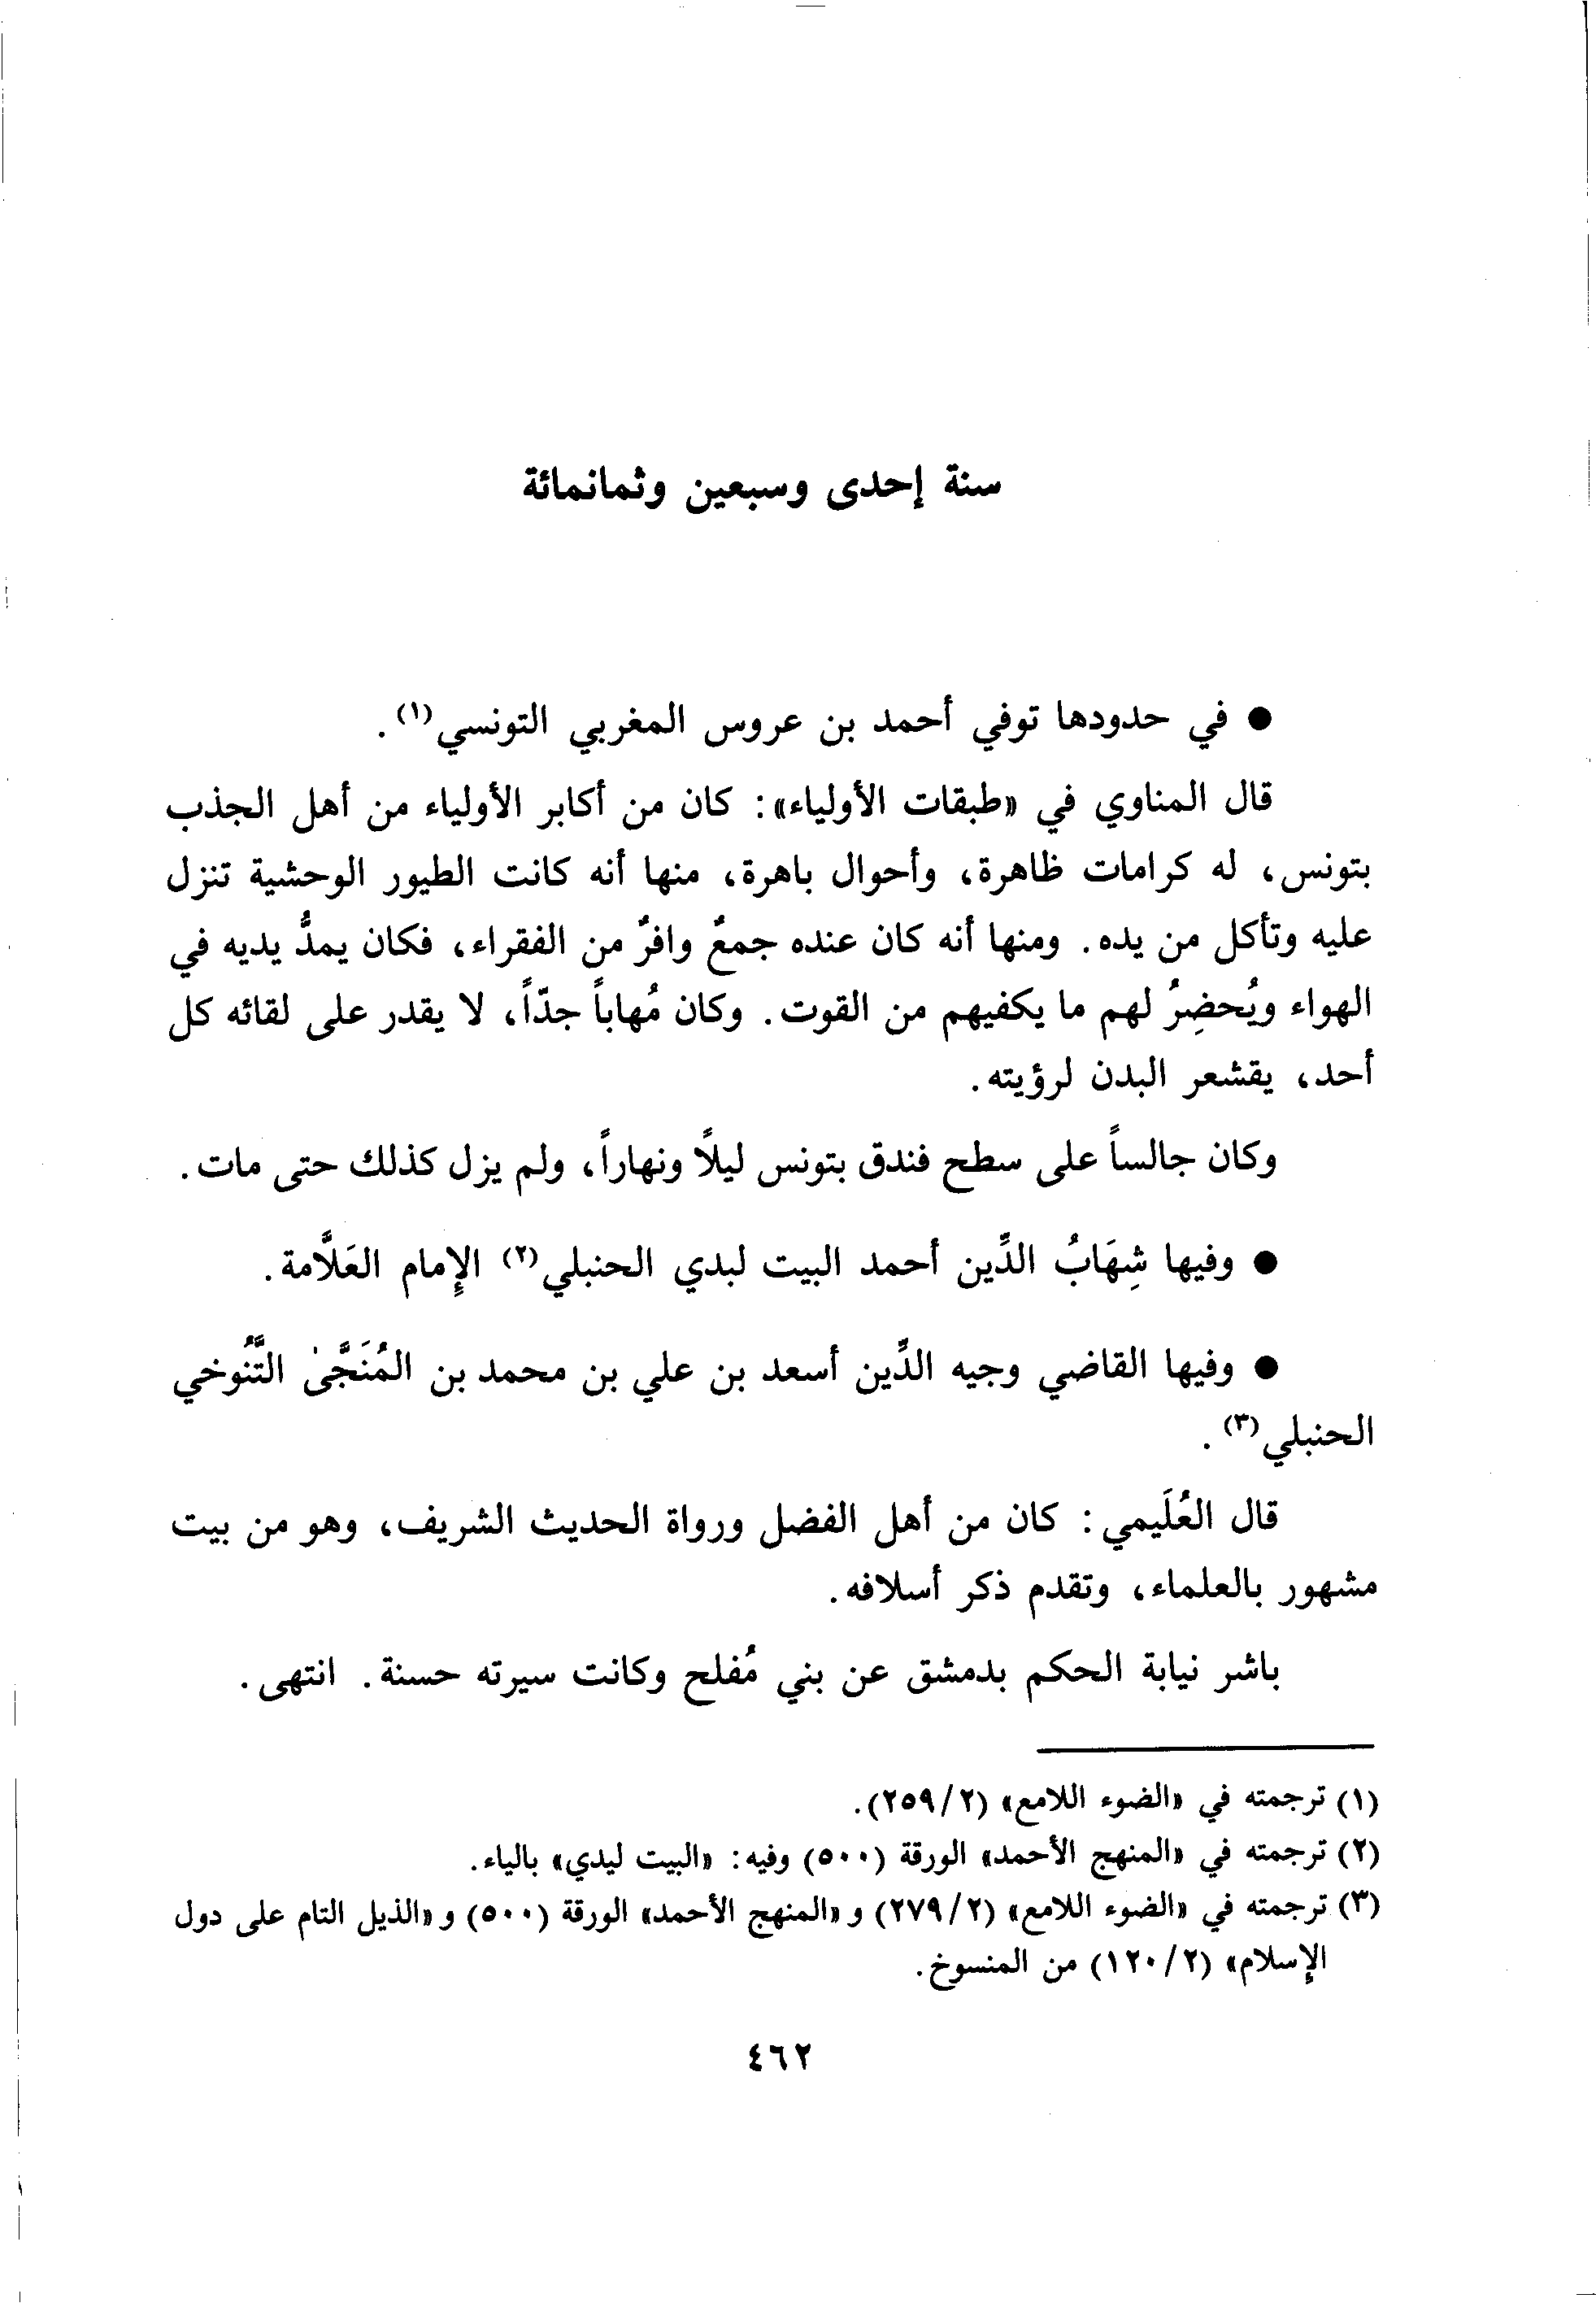 سنة إحدى وسبعين وثمانمائة
● في حدودها توفي أحمد بن عروس المغربي التونسي(١).
قال المناوي في «طبقات الأولياء»: كان من أكابر الأولياء من أهل الجذب
بتونس، له كرامات ظاهرة، وأحوال باهرة، منها أنه كانت الطيور الوحشية تنزل
عليه وتأكل من يده. ومنها أنه كان عنده جمعٌ وافرٌ من الفقراء، فكان يمدُّ يديه في
الهواء ويُحضِرُ لهم ما يكفيهم من القوت. وكان مُهاباً جدّاً، لا يقدر على لقائه كل
أحد، يقشعر البدن لرؤيته.
وكان جالساً على سطح فندق بتونس ليلاً ونهاراً، ولم يزل كذلك حتى مات.
● وفيها شِهَابُ الدِّين أحمد البيت لبدي الحنبلي(٢) الإِمام العَلاَّمة.
● وفيها القاضي وجيه الدِّين أسعد بن علي بن محمد بن المُنَجَّىٰ التَّنُوخي
الحنبلي(٣).
قال العُلَيمي: كان من أهل الفضل ورواة الحديث الشريف، وهو من بيت
مشهور بالعلماء، وتقدم ذكر أسلافه.
باشر نيابة الحكم بدمشق عن بني مُفلح وكانت سيرته حسنة. انتهى.
(١) ترجمته في «الضوء اللامع» (٢/٢٥٩).
(٢) ترجمته في «المنهج الأحمد» الورقة (٥٠٠) وفيه: «البيت ليدي» بالياء.
(٣) ترجمته في «الضوء اللامع» (٢/٢٧٩) و«المنهج الأحمد» الورقة (٥٠٠) و«الذيل التام على دول
الإِسلام» (٢/١٢٠) من المنسوخ.
٤٦٢